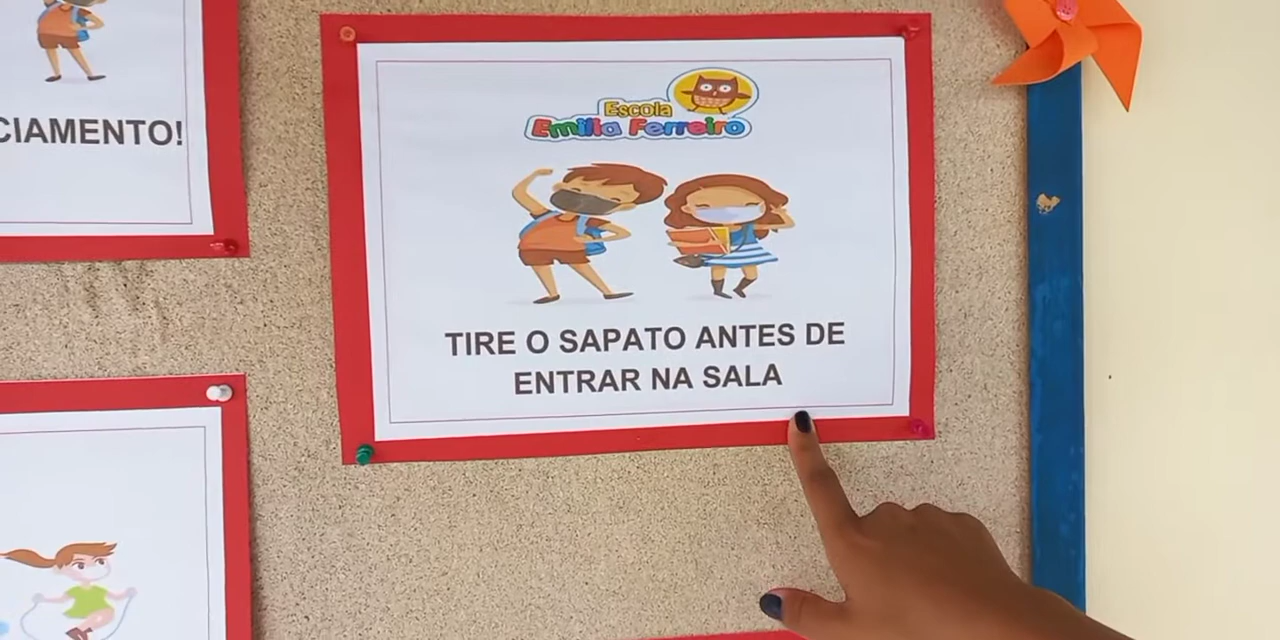 CIAMENTO!
Escola
Emilia Ferreiro
TIRE O SAPATO ANTES DE
ENTRAR NA SALA